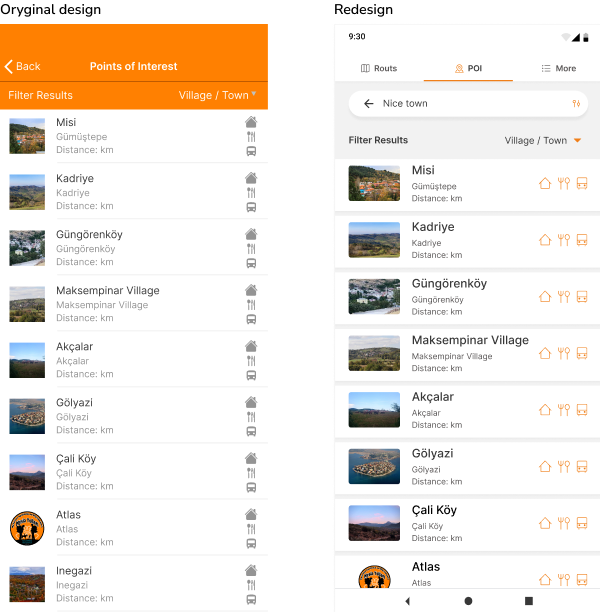 Oryginal design
Back
Points of Interest
Filter Results
Village / Town *
Misi
Gümüştepe
Distance: km
Kadriye
Kadriye
Distance: km
Güngörenköy
Güngörenköy
Distance: km
Maksempinar Village
Maksempinar Village
Distance: km
Akçalar
Akçalar
Distance: km
Gölyazi
Gölyazi
Distance: km
Çali Köy
Çali Köy
Distance: km
Atlas
Atlas
Distance: km
Inegazi
Inegazi
Distance: km
Redesign
9:30
Routs
POI
More
Nice town
Filter Results
Village / Town
Misi
Gümüştepe
Distance: km
Kadriye
Kadriye
Distance: km
Güngörenköy
Güngörenköy
Distance: km
Maksempinar Village
Maksempinar Village
Distance: km
Akçalar
Akçalar
Distance: km
Gölyazi
Gölyazi
Distance: km
Çali Köy
Çali Köy
Distance: km
Atlas
Atlas